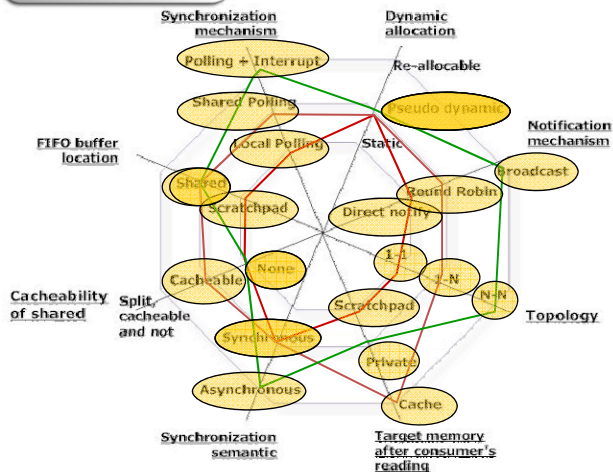 Synchronization
mechanism
Dynamic
allocation
Polling + Interrupt
Re-allocable
Shared Polling
Pseudo dynamic
Notification
mechanism
FIFO buffer
location
Local Polling
Static
Broadcast
Shared
Round Robin
Scratchpad
Direct notify
1-1
None
1-N
Cacheable
N-N
Cacheability
of shared
Split,
cacheable
and not
Scratchpad
Topology
Synchronous
Private
Asynchronous
Cache
Synchronization
semantic
Target memory
after consumer's
reading